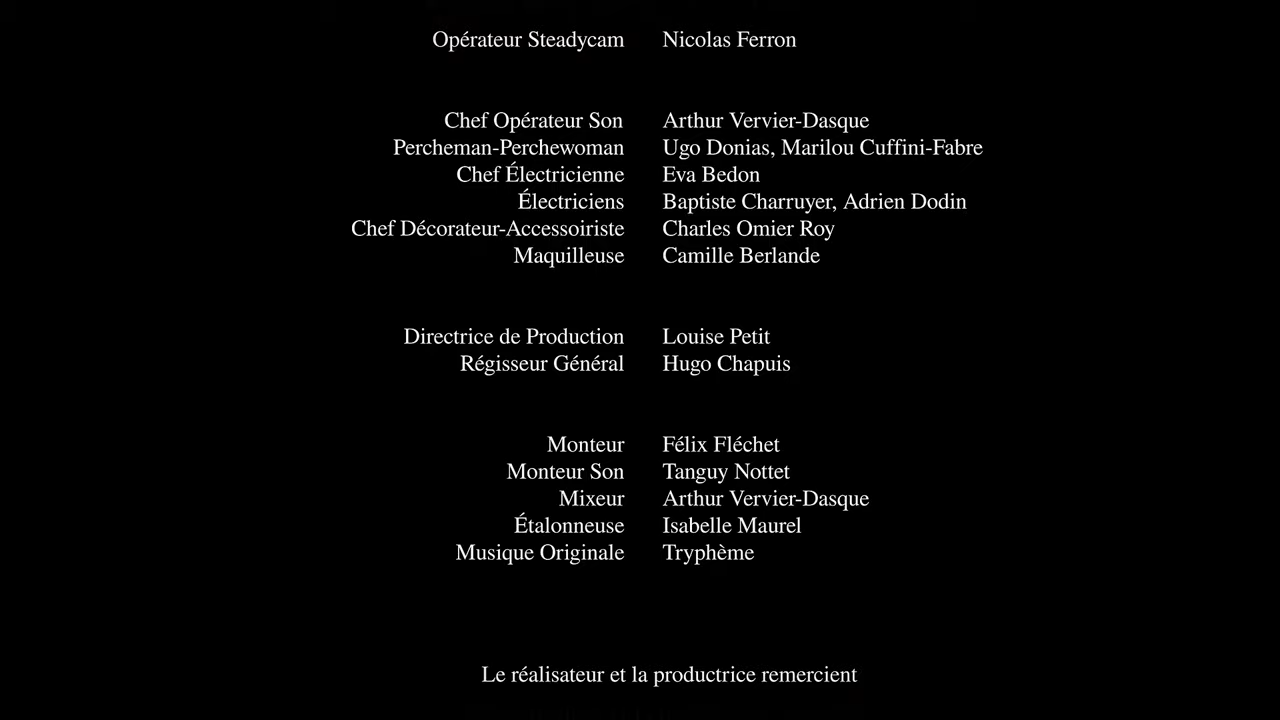 Opérateur Steadycam Nicolas Ferron
Chef Opérateur Son Arthur Vervier-Dasque
Percheman-Perchewoman Ugo Donias, Marilou Cuffini-Fabre
Chef Électricienne Eva Bedon
Électriciens Baptiste Charruyer, Adrien Dodin
Chef Décorateur-Accessoiriste Charles Omier Roy
Maquilleuse Camille Berlande
Directrice de Production Louise Petit
Régisseur Général Hugo Chapuis
Monteur Félix Fléchet
Monteur Son Tanguy Nottet
Mixeur Arthur Vervier-Dasque
Étalonneuse Isabelle Maurel
Musique Originale Tryphème
Le réalisateur et la productrice remercient